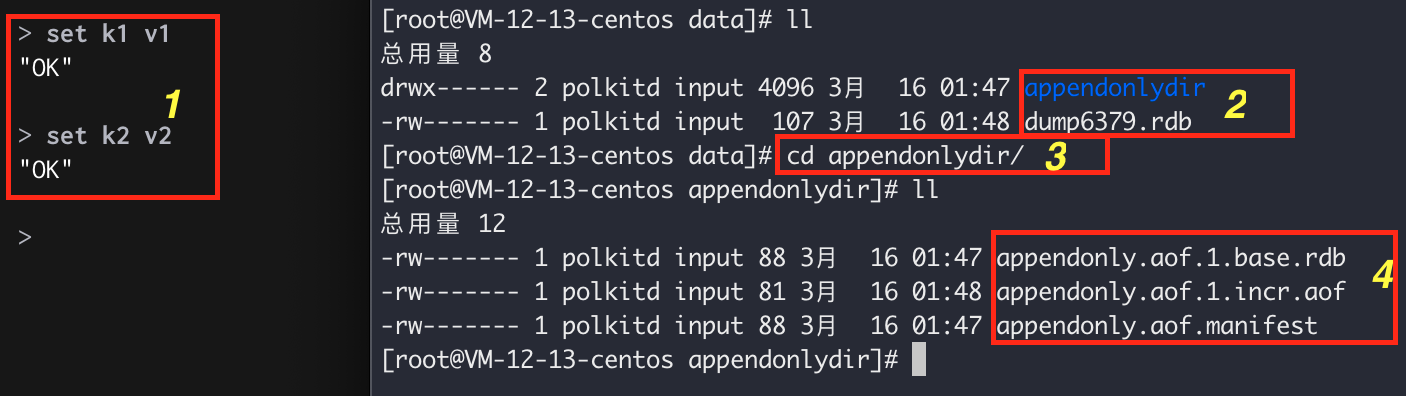 > set k1 v1
"OK"
1
> set k2 v2
"OK"
>
[root@VM-12-13-centos data]# ll
总用量 8
drwx------ 2 polkitd input 4096 3月  16 01:47 appendonlydir
2
-rw------- 1 polkitd input  107 3月  16 01:48 dump6379.rdb
[root@VM-12-13-centos data]# cd appendonlydir/ 3
[root@VM-12-13-centos appendonlydir]# ll
总用量 12
-rw------- 1 polkitd input 88 3月  16 01:47 appendonly.aof.1.base.rdb
4
-rw------- 1 polkitd input 81 3月  16 01:48 appendonly.aof.1.incr.aof
-rw------- 1 polkitd input 88 3月  16 01:47 appendonly.aof.manifest
[root@VM-12-13-centos appendonlydir]#